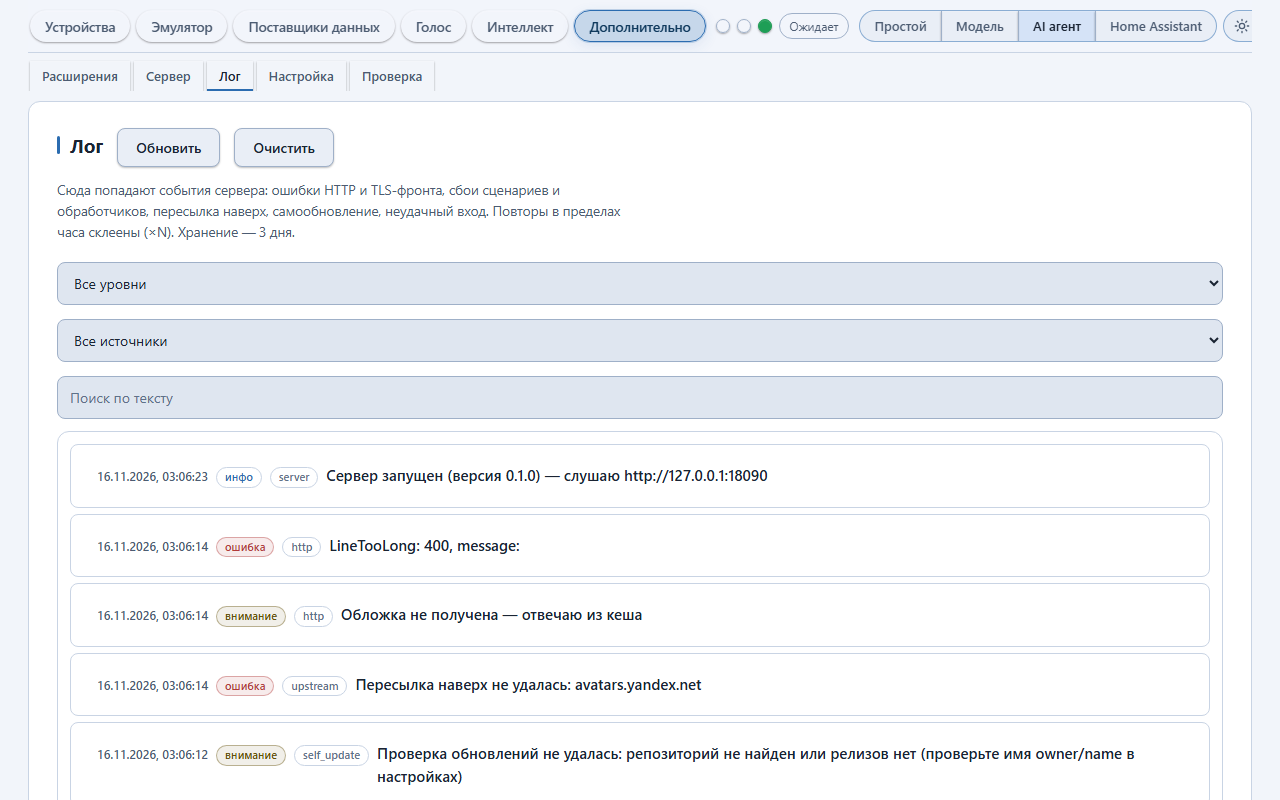 Устройства Эмулятор Поставщики данных Голос Интеллект Дополнительно Ожидает Простой Модель AI агент Home Assistant
Расширения Сервер Лог Настройка Проверка
Лог Обновить Очистить
Сюда попадают события сервера: ошибки HTTP и TLS-фронта, сбои сценариев и
обработчиков, пересылка наверх, самообновление, неудачный вход. Повторы в пределах
часа склеены (×N). Хранение — 3 дня.
Все уровни
Все источники
Поиск по тексту
16.11.2026, 03:06:23 инфо server Сервер запущен (версия 0.1.0) — слушаю http://127.0.0.1:18090
16.11.2026, 03:06:14 ошибка http LineTooLong: 400, message:
16.11.2026, 03:06:14 внимание http Обложка не получена — отвечаю из кеша
16.11.2026, 03:06:14 ошибка upstream Пересылка наверх не удалась: avatars.yandex.net
16.11.2026, 03:06:12 внимание self_update Проверка обновлений не удалась: репозиторий не найден или релизов нет (проверьте имя owner/name в
настройках)